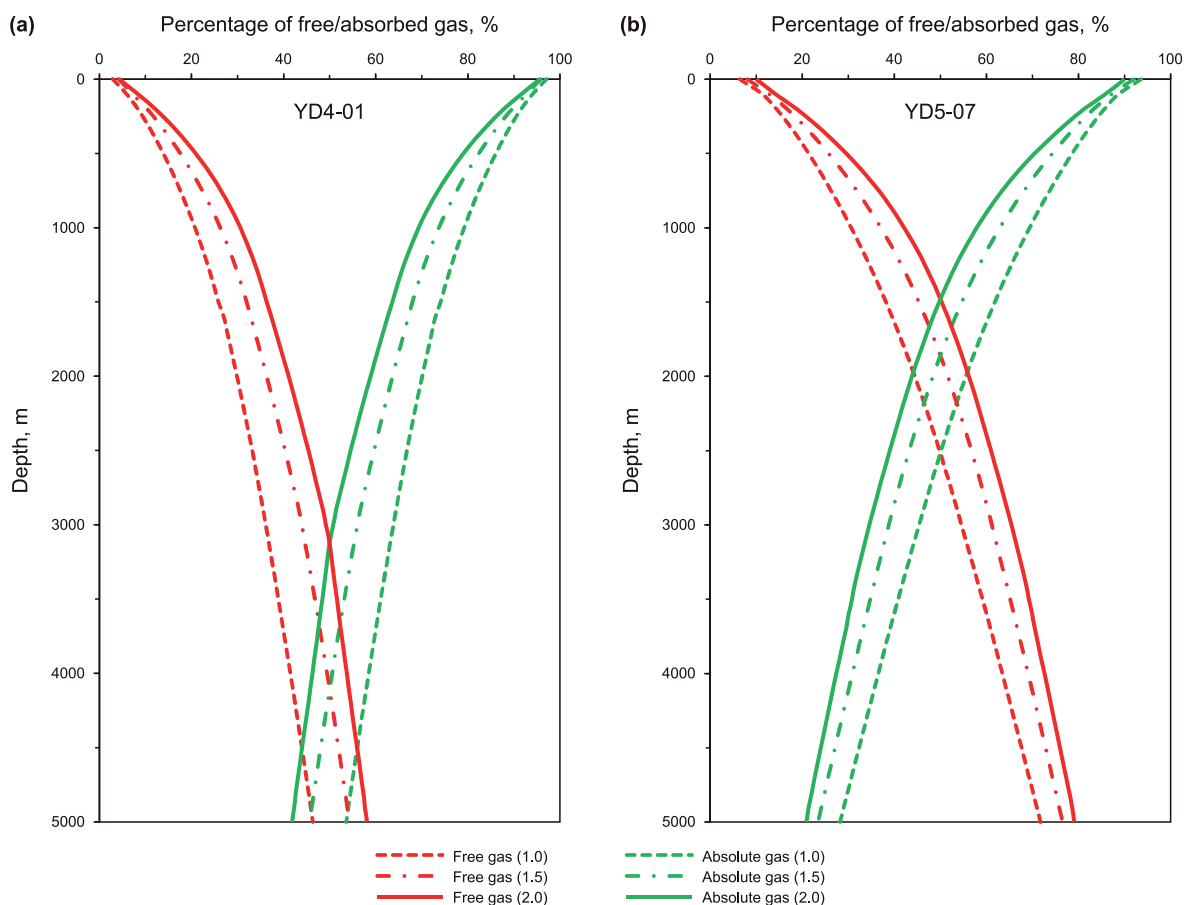 (a)
Percentage of free/absorbed gas, %
0 20 40 60 80 100
YD4-01
Depth, m
0
1000
2000
3000
4000
5000
(b)
Percentage of free/absorbed gas, %
0 20 40 60 80 100
YD5-07
Depth, m
0
1000
2000
3000
4000
5000
Free gas (1.0)
Free gas (1.5)
Free gas (2.0)
Absolute gas (1.0)
Absolute gas (1.5)
Absolute gas (2.0)